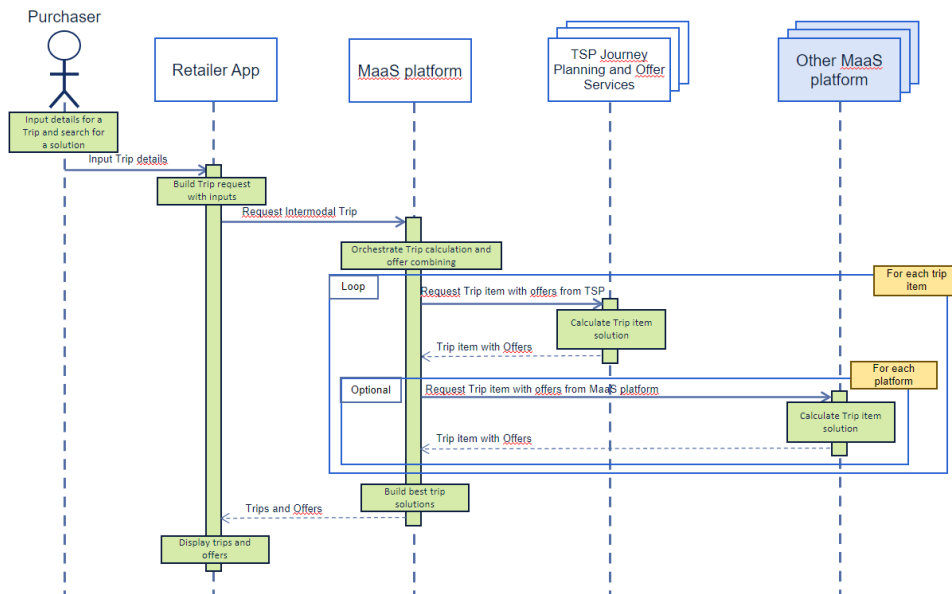 Purchaser
Retailer App
MaaS platform
TSP Journey
Planning and Offer
Services
Other MaaS
platform
Input details for a
Trip and search for
a solution
Input Trip details
Build Trip request
with inputs
Request Intermodal Trip
Orchestrate Trip calculation and
offer combining
For each trip
item
Loop
Request Trip item with offers from TSP
Calculate Trip item
solution
Trip item with Offers
For each
platform
Optional
Request Trip item with offers from MaaS platform
Calculate Trip item
solution
Trip item with Offers
Build best trip
solutions
Trips and Offers
Display trips and
offers